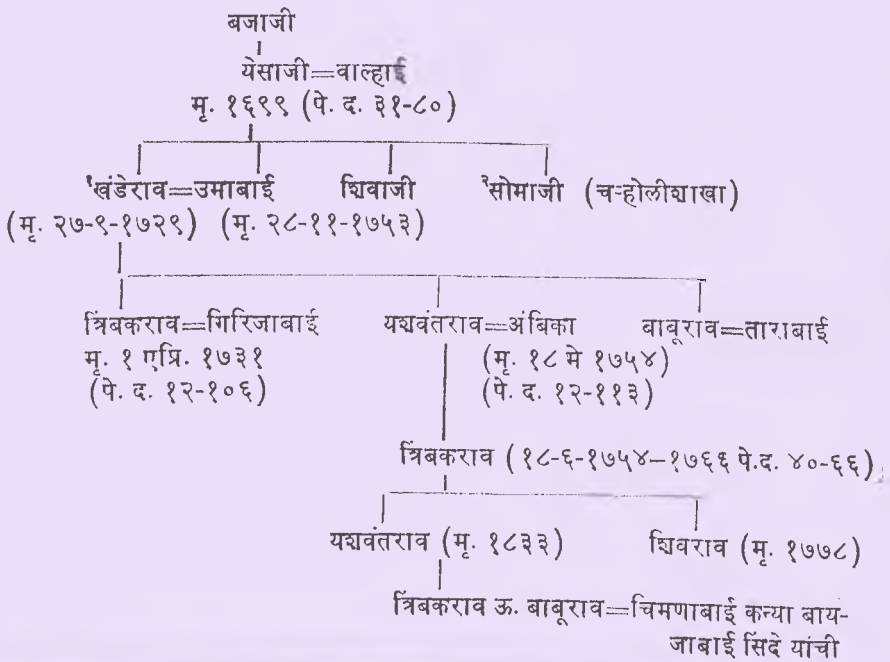 बजाजी
येसाजी=वाल्हाई
मृ. १६९९ (पे. द. ३१-८०)
¹खंडेराव=उमाबाई शिवाजी ²सोमाजी (चऱ्होलीशाखा)
(मृ. २७-९-१७२९) (मृ. २८-११-१७५३)
त्रिंबकराव=गिरिजाबाई यशवंतराव=अंबिका बाबूराव=ताराबाई
मृ. १ एप्रि. १७३१ (मृ. १८ मे १७५४)
(पे. द. १२-१०६) (पे. द. १२-११३)
त्रिंबकराव (१८-६-१७५४–१७६६ पे.द. ४०-६६)
यशवंतराव (मृ. १८३३) शिवराव (मृ. १७७८)
त्रिंबकराव ऊ. बाबूराव=चिमणाबाई कन्या बाय-
जाबाई सिंदे यांची